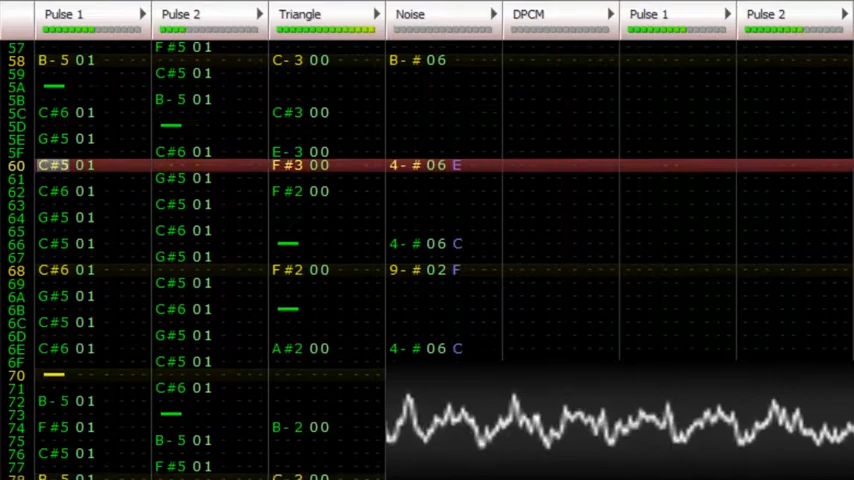 Pulse 1 Pulse 2 Triangle Noise DPCM Pulse 1 Pulse 2
57 F#5 01
58 B-5 01 C-3 00 B-# 06
59 C#5 01
5A
5B B-5 01
5C C#6 01 C#3 00
5D
5E G#5 01
5F C#6 01 E-3 00
60 C#5 01 F#3 00 4-# 06 E
61 G#5 01
62 C#6 01 F#2 00
63 C#5 01
64 G#5 01
65 C#6 01
66 C#5 01 4-# 06 C
67 G#5 01
68 C#6 01 F#2 00 9-# 02 F
69 C#5 01
6A G#5 01
6B C#6 01
6C C#5 01
6D G#5 01
6E C#6 01 A#2 00 4-# 06 C
6F C#5 01
70
71 C#6 01
72 B-5 01
73
74 F#5 01 B-2 00
75 B-5 01
76 C#5 01
77 F#5 01
78 B-5 01 C-3 00